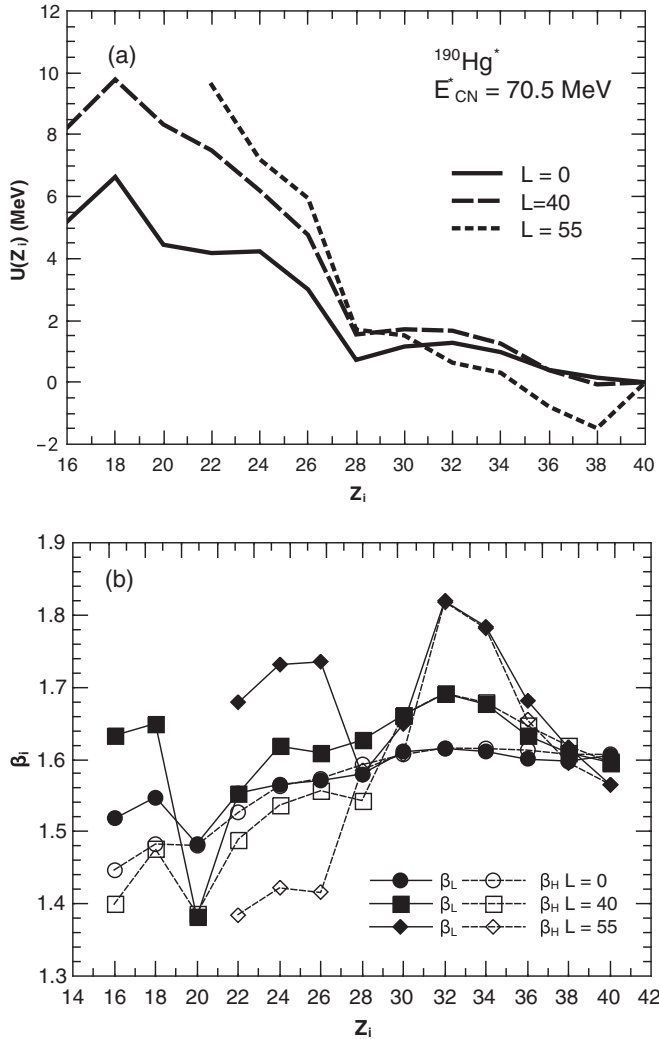 (a)
¹⁹⁰Hg*
E*CN = 70.5 MeV
L = 0
L=40
L = 55
12
10
8
6
4
2
0
−2
U(Z i ) (MeV)
16 18 20 22 24 26 28 30 32 34 36 38 40
Z i
(b)
1.9
1.8
1.7
1.6
1.5
1.4
1.3
βi
βL βH L = 0
βL βH L = 40
βL βH L = 55
14 16 18 20 22 24 26 28 30 32 34 36 38 40 42
Z i